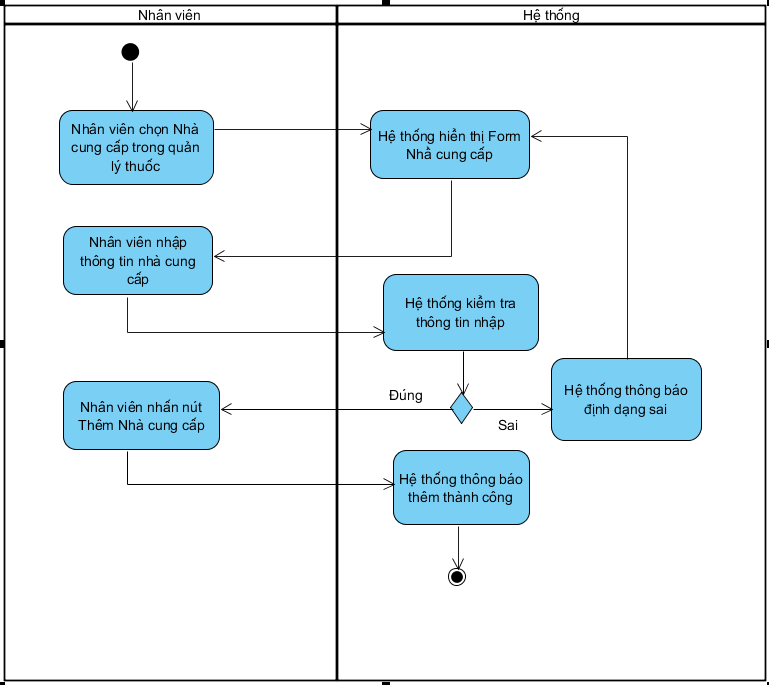 Nhân viên
Hệ thống
Nhân viên chọn Nhà
cung cấp trong quản
lý thuốc
Hệ thống hiển thị Form
Nhà cung cấp
Nhân viên nhập
thông tin nhà cung
cấp
Hệ thống kiểm tra
thông tin nhập
Đúng
Sai
Hệ thống thông báo
định dạng sai
Nhân viên nhấn nút
Thêm Nhà cung cấp
Hệ thống thông báo
thêm thành công